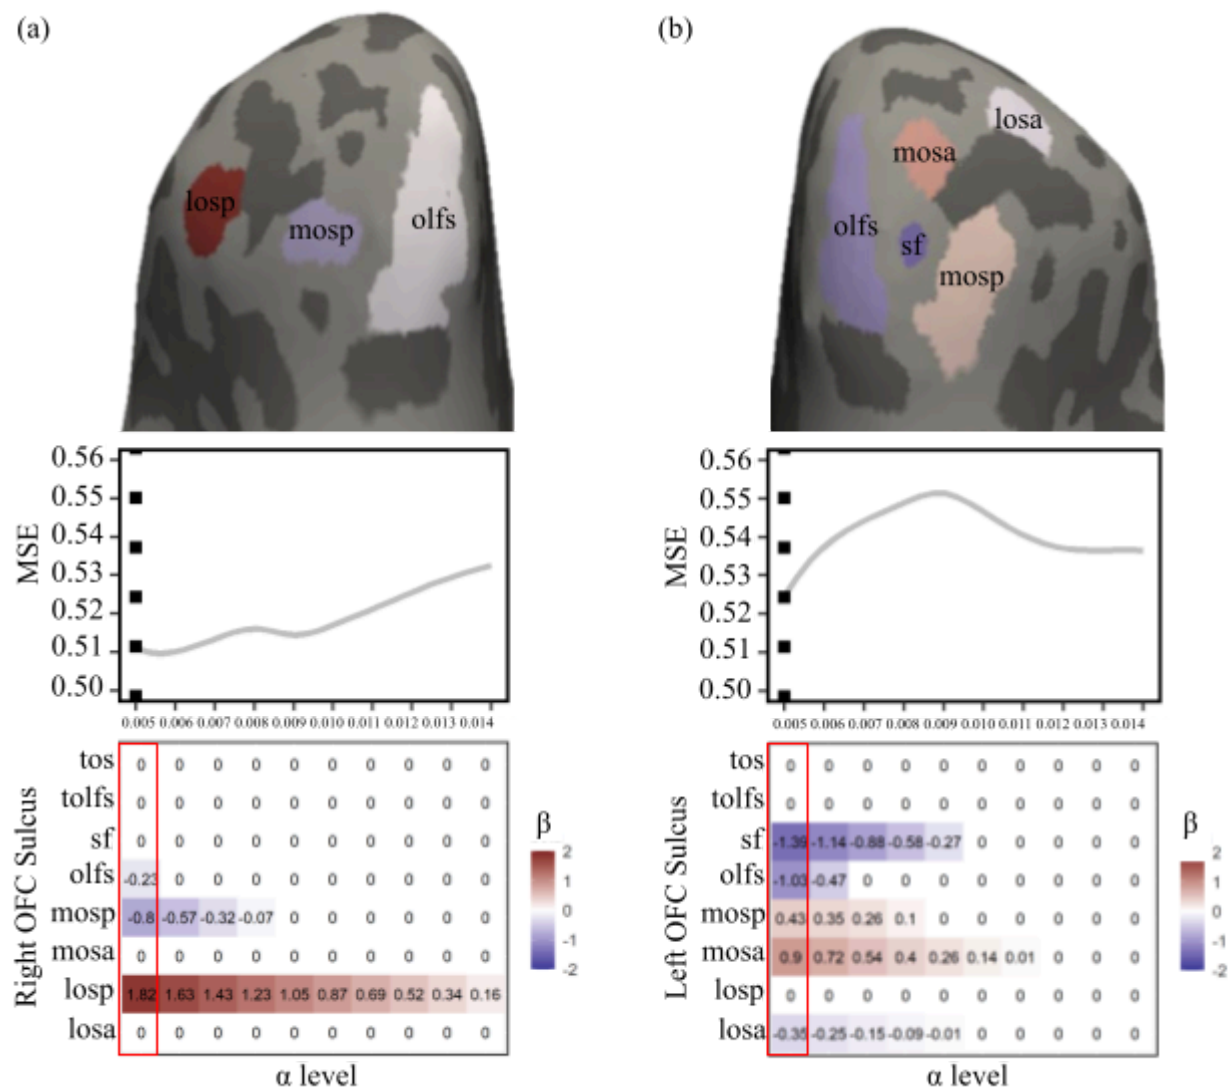 (a)
losp
mosp
olfs
(b)
losa
mosa
olfs
sf
mosp
MSE
0.56
0.55
0.54
0.53
0.52
0.51
0.50
0.005 0.006 0.007 0.008 0.009 0.010 0.011 0.012 0.013 0.014
MSE
0.56
0.55
0.54
0.53
0.52
0.51
0.50
0.005 0.006 0.007 0.008 0.009 0.010 0.011 0.012 0.013 0.014
Right OFC Sulcus
tos 0 0 0 0 0 0 0 0 0 0
tolfs 0 0 0 0 0 0 0 0 0 0
sf 0 0 0 0 0 0 0 0 0 0
olfs -0.23 0 0 0 0 0 0 0 0 0
mosp -0.8 -0.57 -0.32 -0.07 0 0 0 0 0 0
mosa 0 0 0 0 0 0 0 0 0 0
losp 1.82 1.63 1.43 1.23 1.05 0.87 0.69 0.52 0.34 0.16
losa 0 0 0 0 0 0 0 0 0 0
α level
β
2
1
0
-1
-2
Left OFC Sulcus
tos 0 0 0 0 0 0 0 0 0 0
tolfs 0 0 0 0 0 0 0 0 0 0
sf -1.39 -1.14 -0.88 -0.58 -0.27 0 0 0 0 0
olfs -1.03 -0.47 0 0 0 0 0 0 0 0
mosp 0.43 0.35 0.26 0.1 0 0 0 0 0 0
mosa 0.9 0.72 0.54 0.4 0.26 0.14 0.01 0 0 0
losp 0 0 0 0 0 0 0 0 0 0
losa -0.35 -0.25 -0.15 -0.09 -0.01 0 0 0 0 0
α level
β
2
1
0
-1
-2